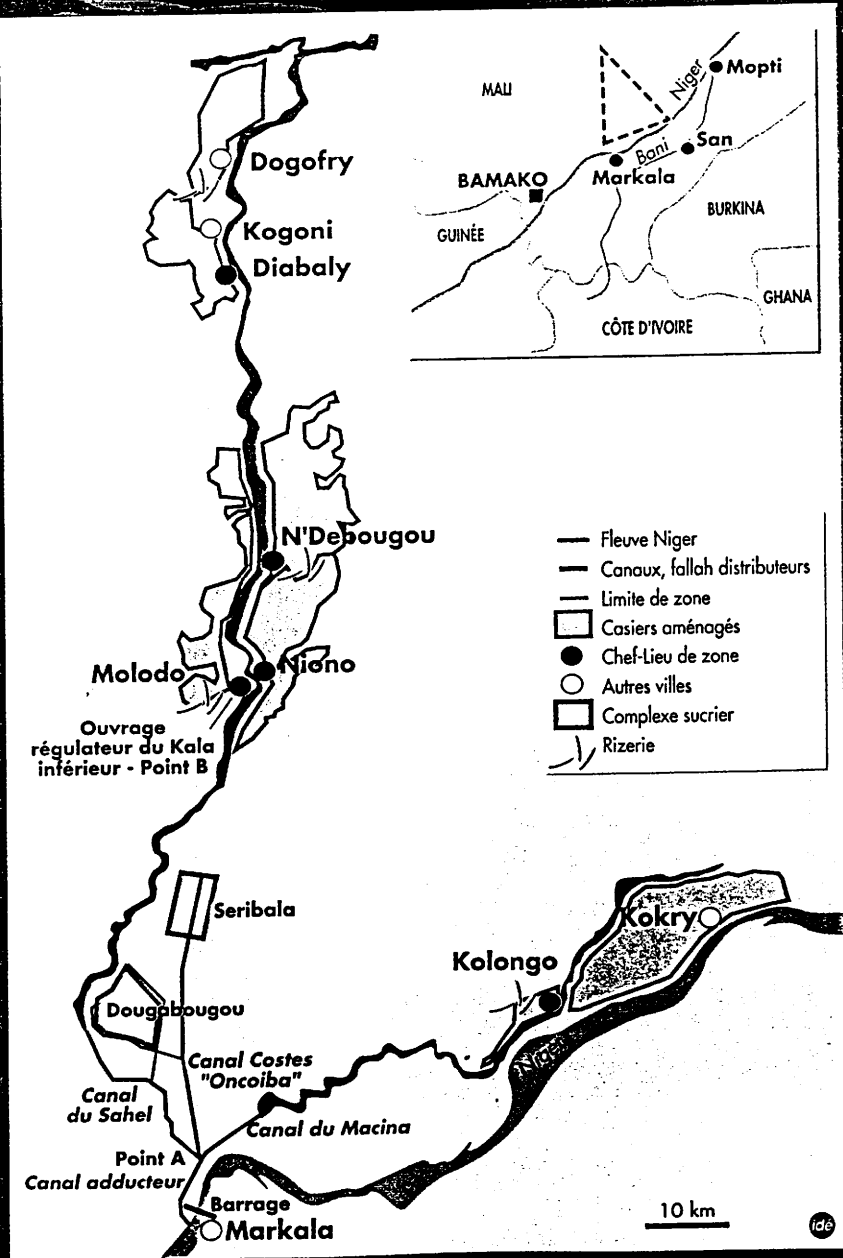 MALI
Niger
Mopti
San
Bani
Markala
BAMAKO
BURKINA
GUINÉE
GHANA
CÔTE D'IVOIRE
Dogofry
Kogoni
Diabaly
N'Debougou
Fleuve Niger
Canaux, fallah distributeurs
Limite de zone
Casiers aménagés
Chef-Lieu de zone
Autres villes
Complexe sucrier
Rizerie
Niono
Molodo
Ouvrage
régulateur du Kala
inférieur - Point B
Seribala
Kokry
Kolongo
Dougabougou
Niger
Canal Costes
"Oncoiba"
Canal
du Sahel
Canal du Macina
Point A
Canal adducteur
Barrage
Markala
10 km
idé